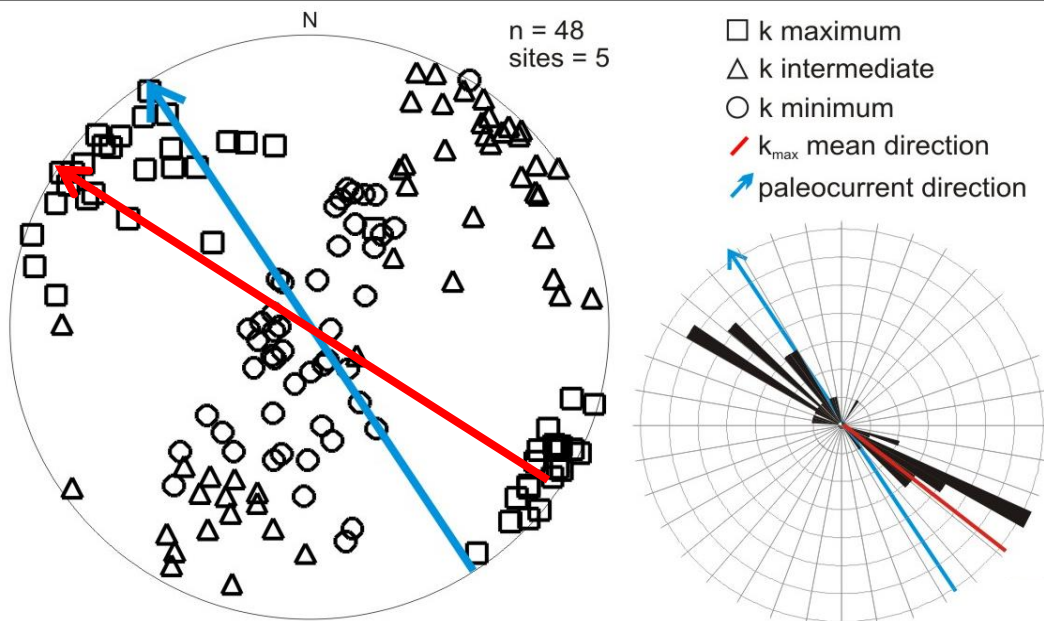 N
n = 48
sites = 5
k maximum
k intermediate
k minimum
kmax mean direction
paleocurrent direction